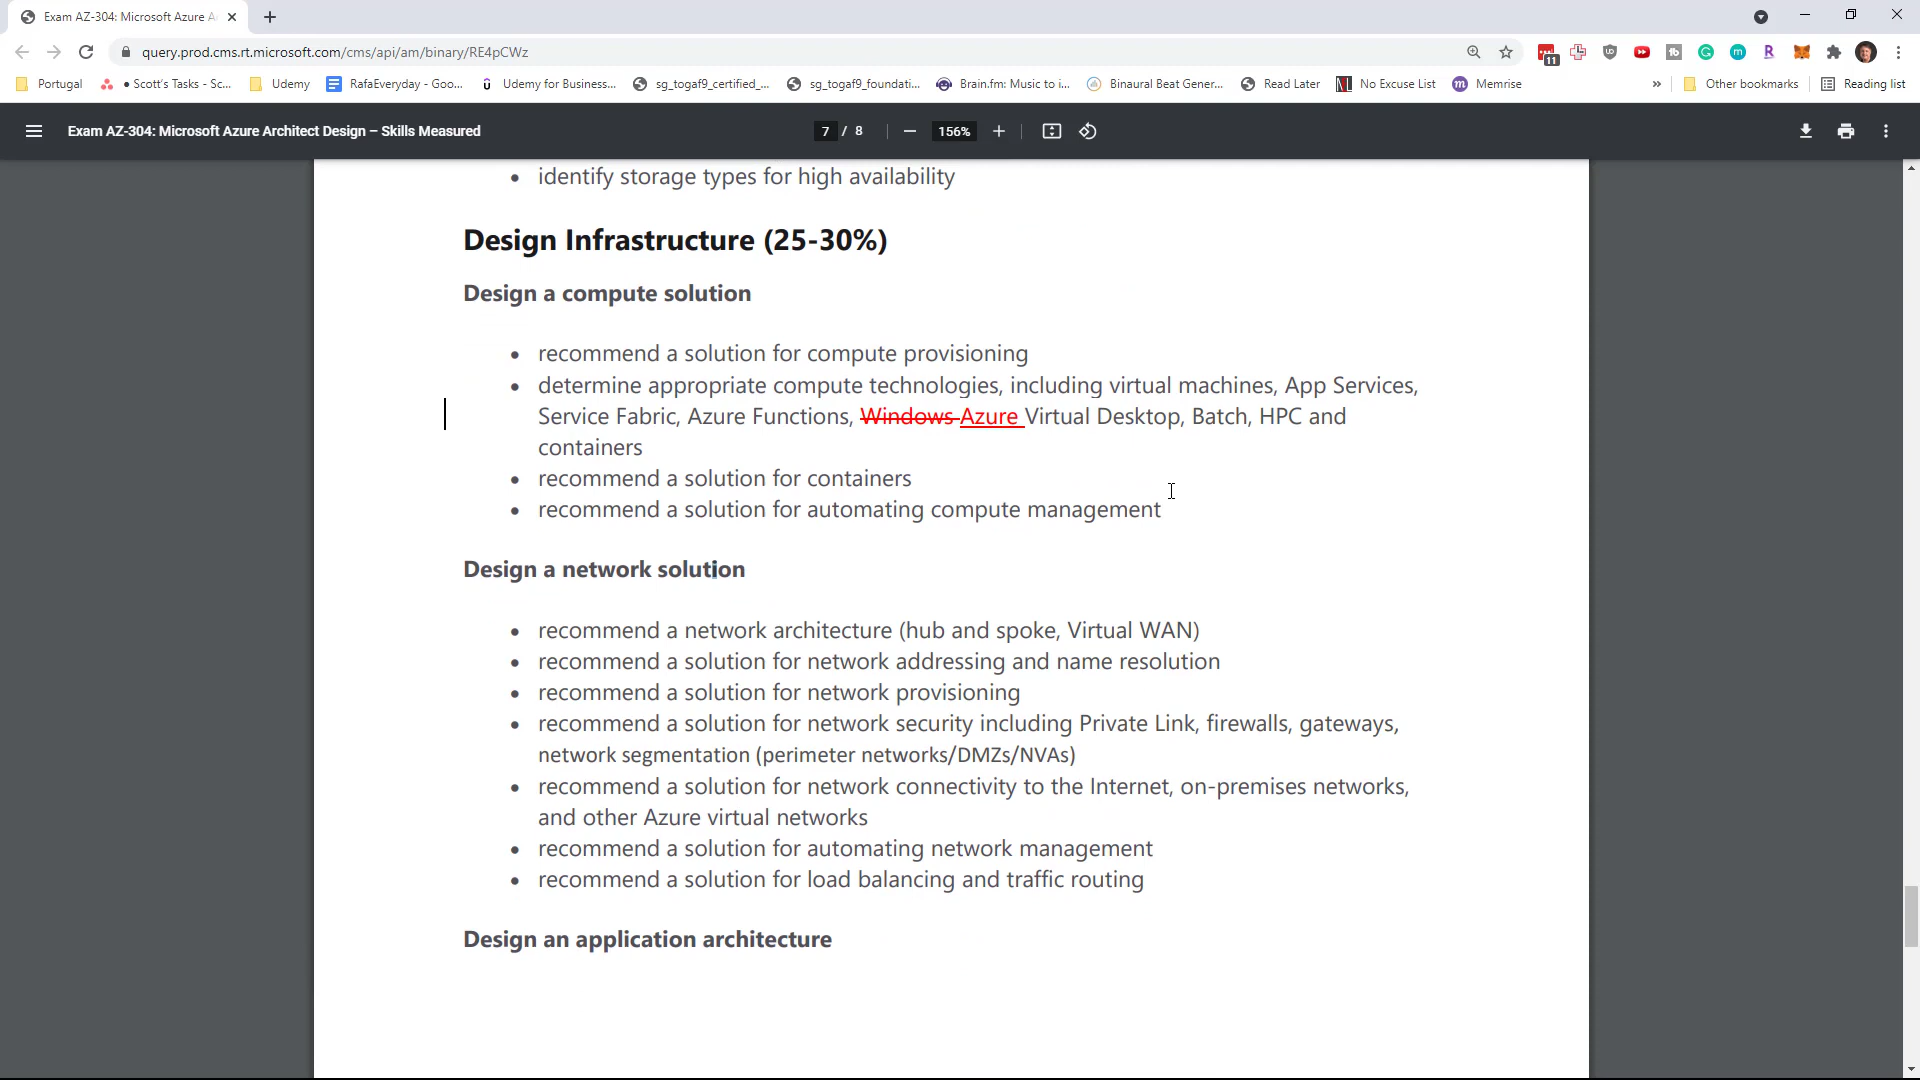 Exam AZ-304: Microsoft Azure A
query.prod.cms.rt.microsoft.com/cms/api/am/binary/RE4pCWz
11
Portugal
Scott's Tasks - Sc...
Udemy
RafaEveryday - Goo...
Udemy for Business...
sg_togaf9_certified_...
sg_togaf9_foundati...
Brain.fm: Music to i...
Binaural Beat Gener...
Read Later
No Excuse List
Memrise
»
Other bookmarks
Reading list
Exam AZ-304: Microsoft Azure Architect Design – Skills Measured
7 / 8
156%
• identify storage types for high availability
Design Infrastructure (25-30%)
Design a compute solution
• recommend a solution for compute provisioning
• determine appropriate compute technologies, including virtual machines, App Services,
Service Fabric, Azure Functions, Windows Azure Virtual Desktop, Batch, HPC and
containers
• recommend a solution for containers
• recommend a solution for automating compute management
Design a network solution
• recommend a network architecture (hub and spoke, Virtual WAN)
• recommend a solution for network addressing and name resolution
• recommend a solution for network provisioning
• recommend a solution for network security including Private Link, firewalls, gateways,
network segmentation (perimeter networks/DMZs/NVAs)
• recommend a solution for network connectivity to the Internet, on-premises networks,
and other Azure virtual networks
• recommend a solution for automating network management
• recommend a solution for load balancing and traffic routing
Design an application architecture